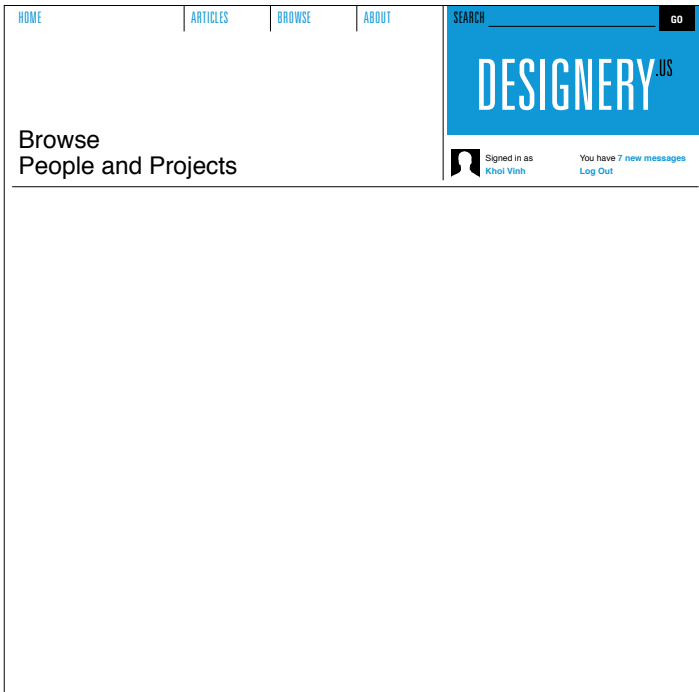 HOME
ARTICLES
BROWSE
ABOUT
SEARCH
GO
DESIGNERY.US
Browse
People and Projects
Signed in as
Khoi Vinh
You have 7 new messages
Log Out